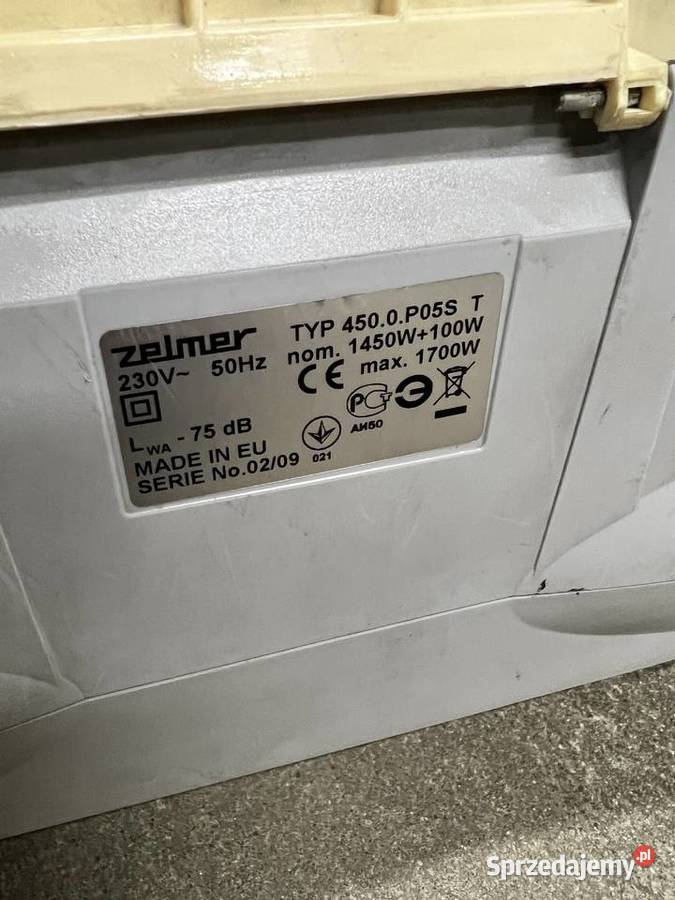 zelmer TYP 450.0.P05S T
230V~ 50Hz nom. 1450W+100W
CE max. 1700W
PCT Э
LWA - 75 dB АИ50
MADE IN EU 021
SERIE No.02/09
Sprzedajemy.pl